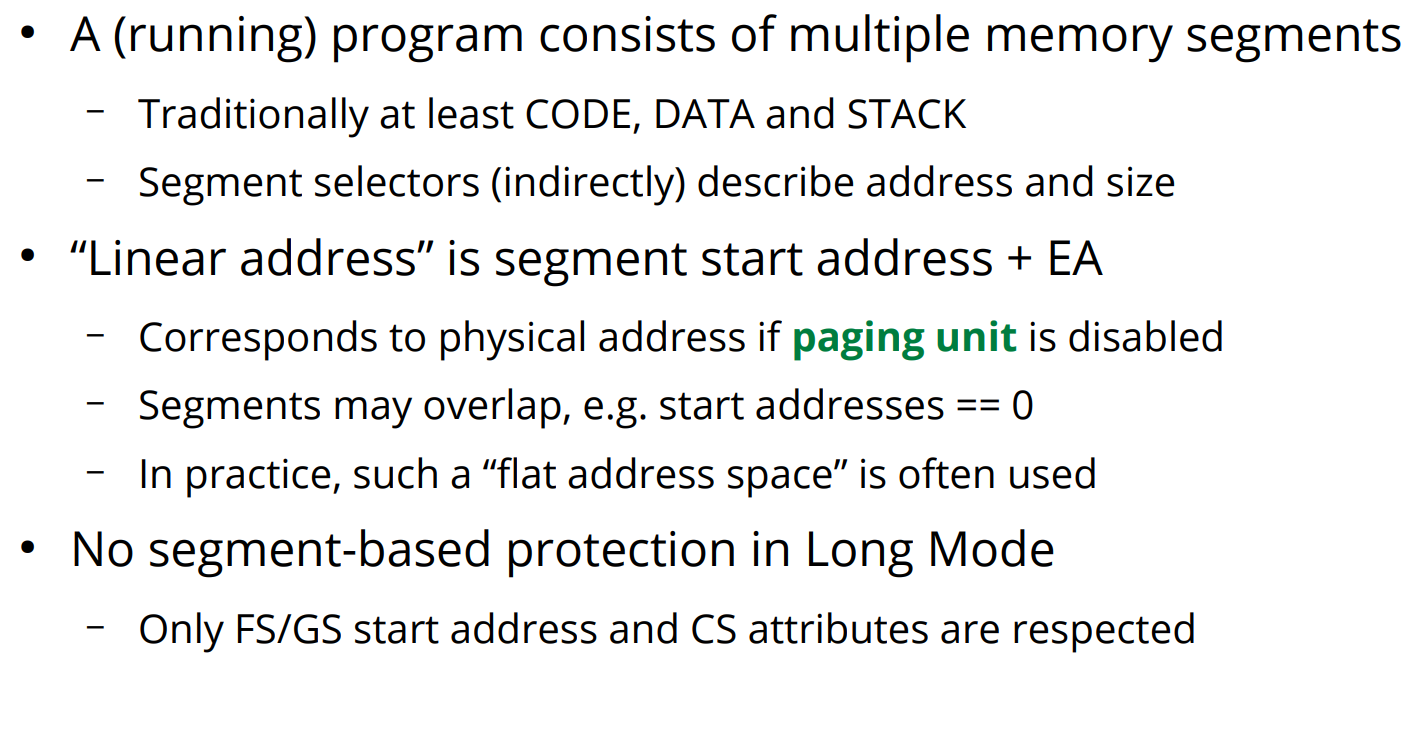 • A (running) program consists of multiple memory segments
– Traditionally at least CODE, DATA and STACK
– Segment selectors (indirectly) describe address and size
• “Linear address” is segment start address + EA
– Corresponds to physical address if paging unit is disabled
– Segments may overlap, e.g. start addresses == 0
– In practice, such a “flat address space” is often used
• No segment-based protection in Long Mode
– Only FS/GS start address and CS attributes are respected